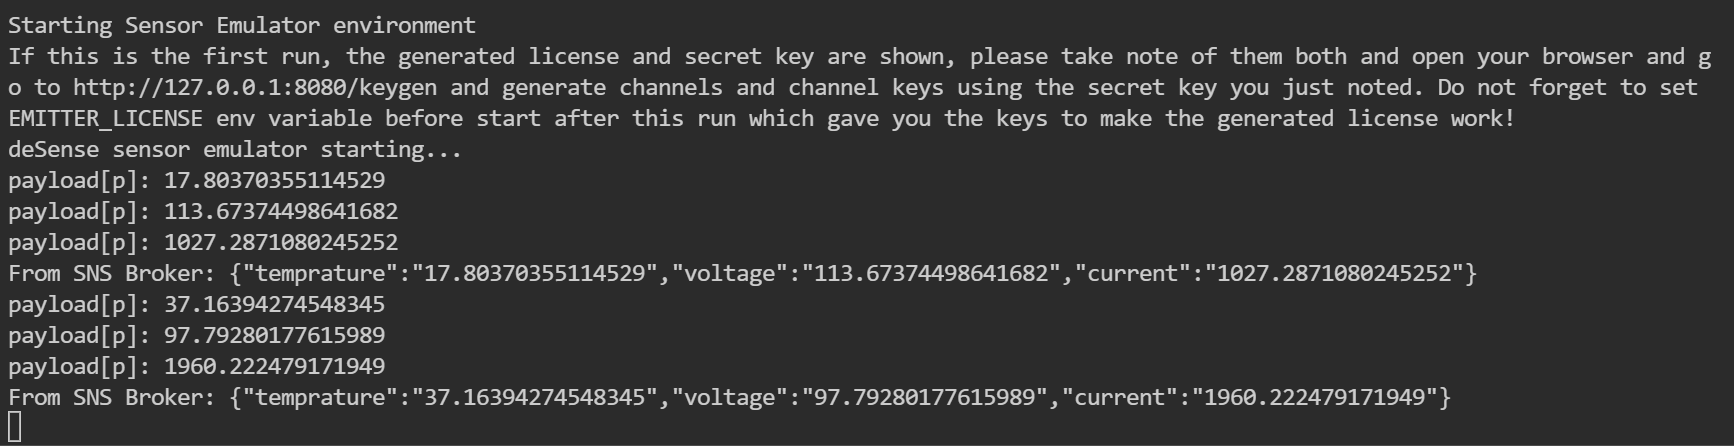 Starting Sensor Emulator environment
If this is the first run, the generated license and secret key are shown, please take note of them both and open your browser and g
o to http://127.0.0.1:8080/keygen and generate channels and channel keys using the secret key you just noted. Do not forget to set
EMITTER_LICENSE env variable before start after this run which gave you the keys to make the generated license work!
deSense sensor emulator starting...
payload[p]: 17.80370355114529
payload[p]: 113.67374498641682
payload[p]: 1027.2871080245252
From SNS Broker: {"temprature":"17.80370355114529","voltage":"113.67374498641682","current":"1027.2871080245252"}
payload[p]: 37.16394274548345
payload[p]: 97.79280177615989
payload[p]: 1960.222479171949
From SNS Broker: {"temprature":"37.16394274548345","voltage":"97.79280177615989","current":"1960.222479171949"}